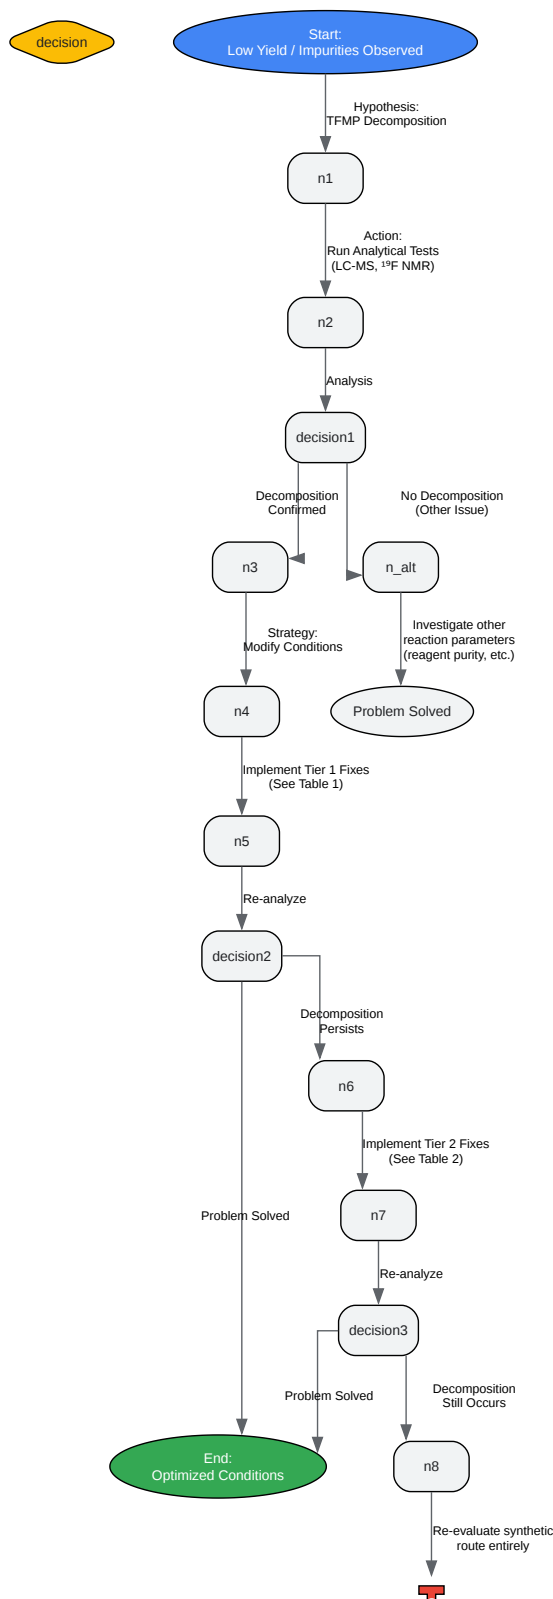 decision
Start:
Low Yield / Impurities Observed
Hypothesis:
TFMP Decomposition
n1
Action:
Run Analytical Tests
(LC-MS, ¹⁹F NMR)
n2
Analysis
decision1
Decomposition
Confirmed
No Decomposition
(Other Issue)
n3
n_alt
Strategy:
Modify Conditions
Investigate other
reaction parameters
(reagent purity, etc.)
n4
Problem Solved
Implement Tier 1 Fixes
(See Table 1)
n5
Re-analyze
decision2
Decomposition
Persists
n6
Implement Tier 2 Fixes
(See Table 2)
Problem Solved
n7
Re-analyze
decision3
Problem Solved
Decomposition
Still Occurs
End:
Optimized Conditions
n8
Re-evaluate synthetic
route entirely